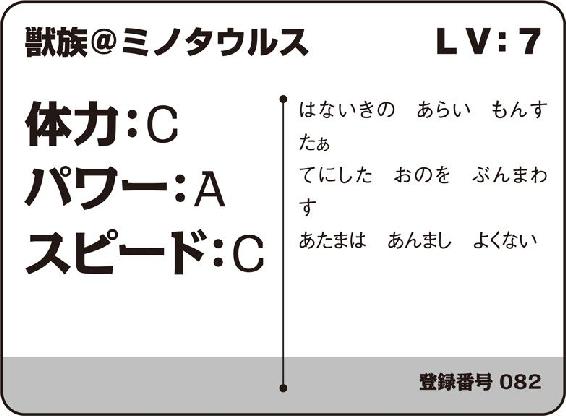 獣族@ミノタウルス
LV:7
体力:C
パワー:A
スピード:C
はないきの　あらい　もんす
たぁ
てにした　おのを　ぶんまわ
す
あたまは　あんまし　よくない
登録番号 082